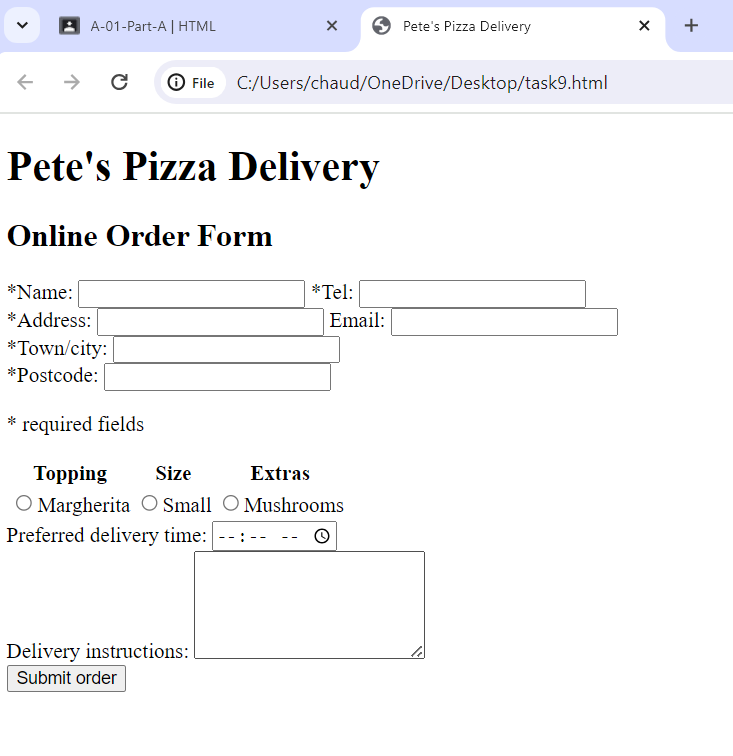 A-01-Part-A | HTML
Pete's Pizza Delivery
File C:/Users/chaud/OneDrive/Desktop/task9.html
Pete's Pizza Delivery
Online Order Form
*Name: *Tel:
*Address: Email:
*Town/city:
*Postcode:
* required fields
Topping Size Extras
Margherita Small Mushrooms
Preferred delivery time: --:-- --
Delivery instructions:
Submit order